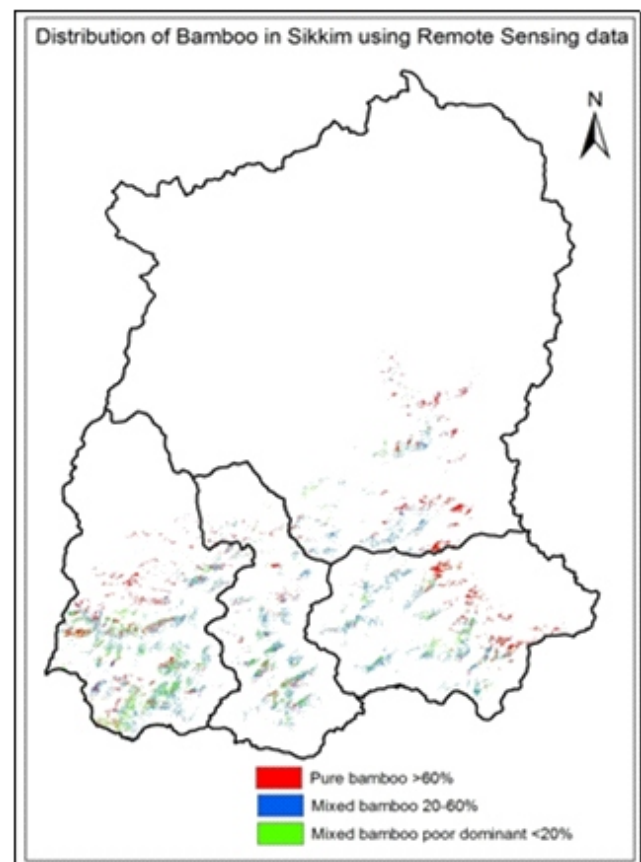 Distribution of Bamboo in Sikkim using Remote Sensing data
N
Pure bamboo >60%
Mixed bamboo 20-60%
Mixed bamboo poor dominant <20%